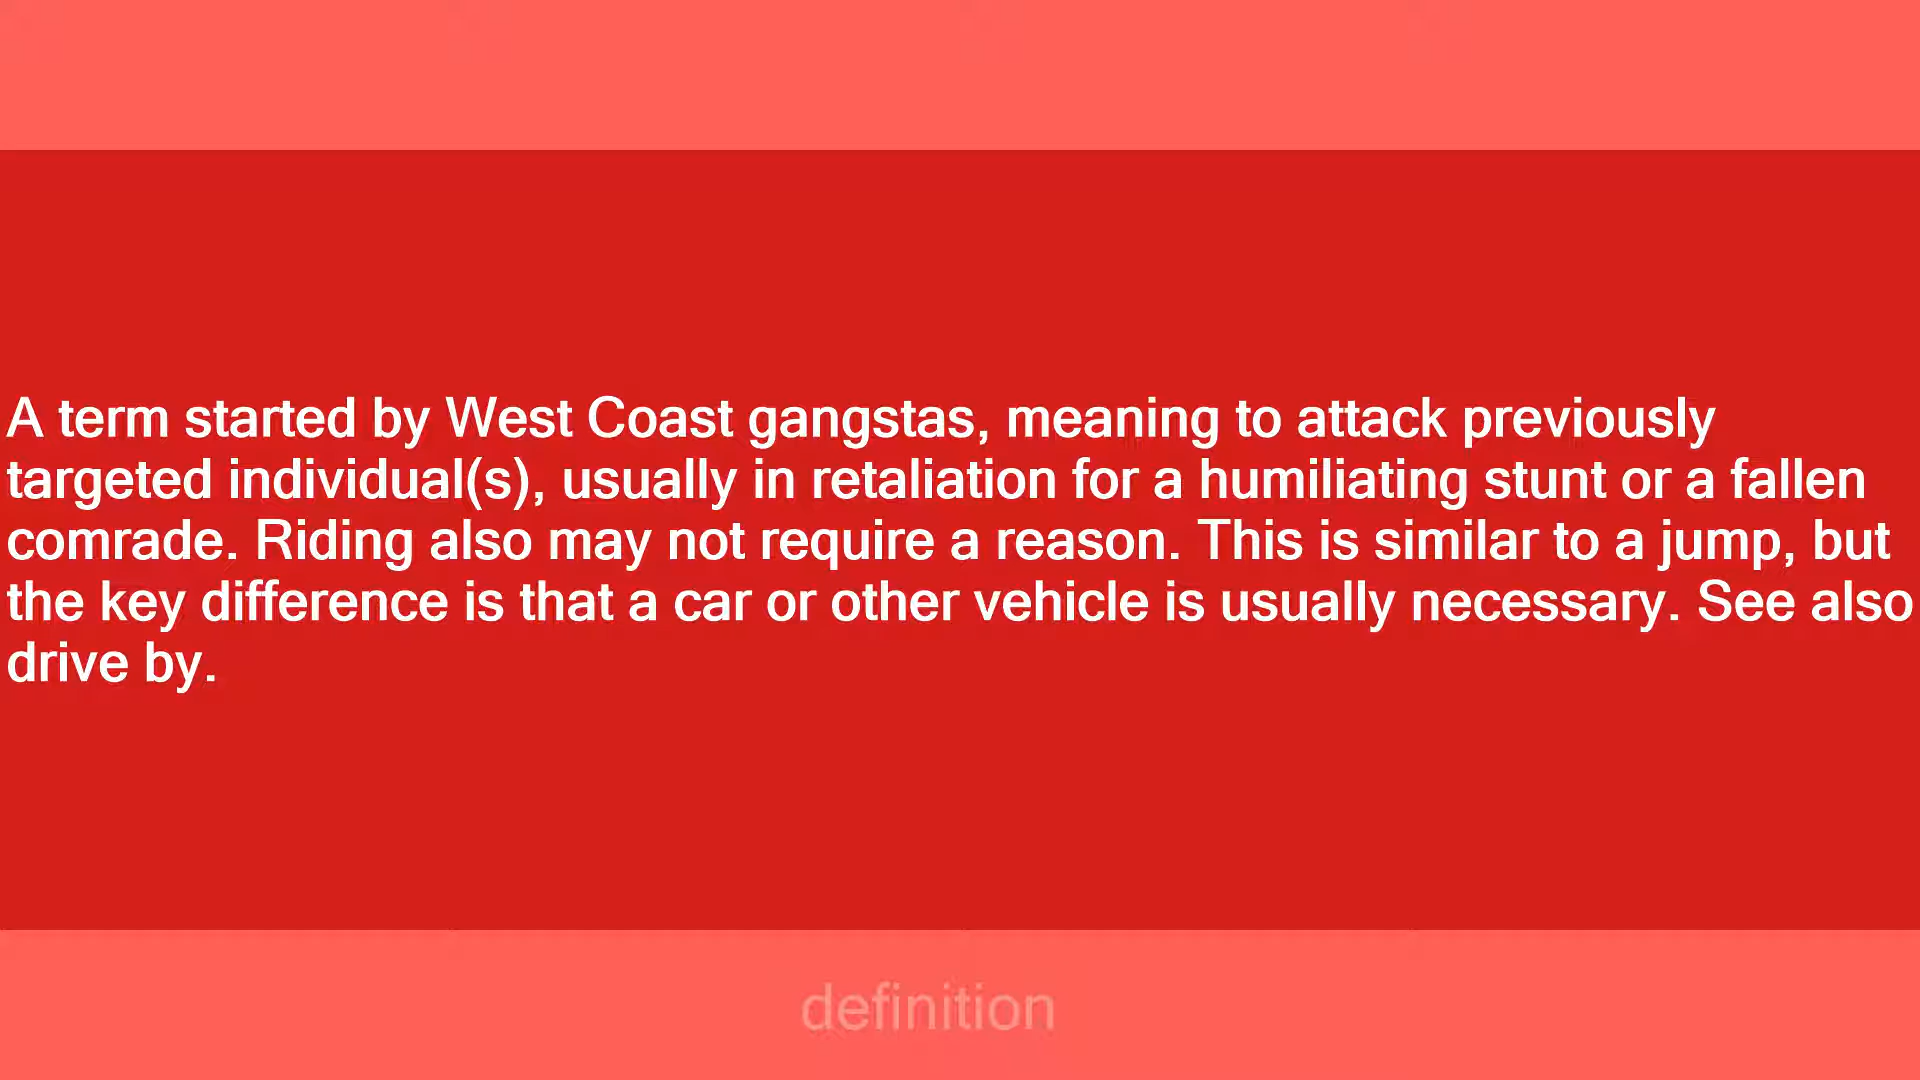 A term started by West Coast gangstas, meaning to attack previously
targeted individual(s), usually in retaliation for a humiliating stunt or a fallen
comrade. Riding also may not require a reason. This is similar to a jump, but
the key difference is that a car or other vehicle is usually necessary. See also
drive by.
definition